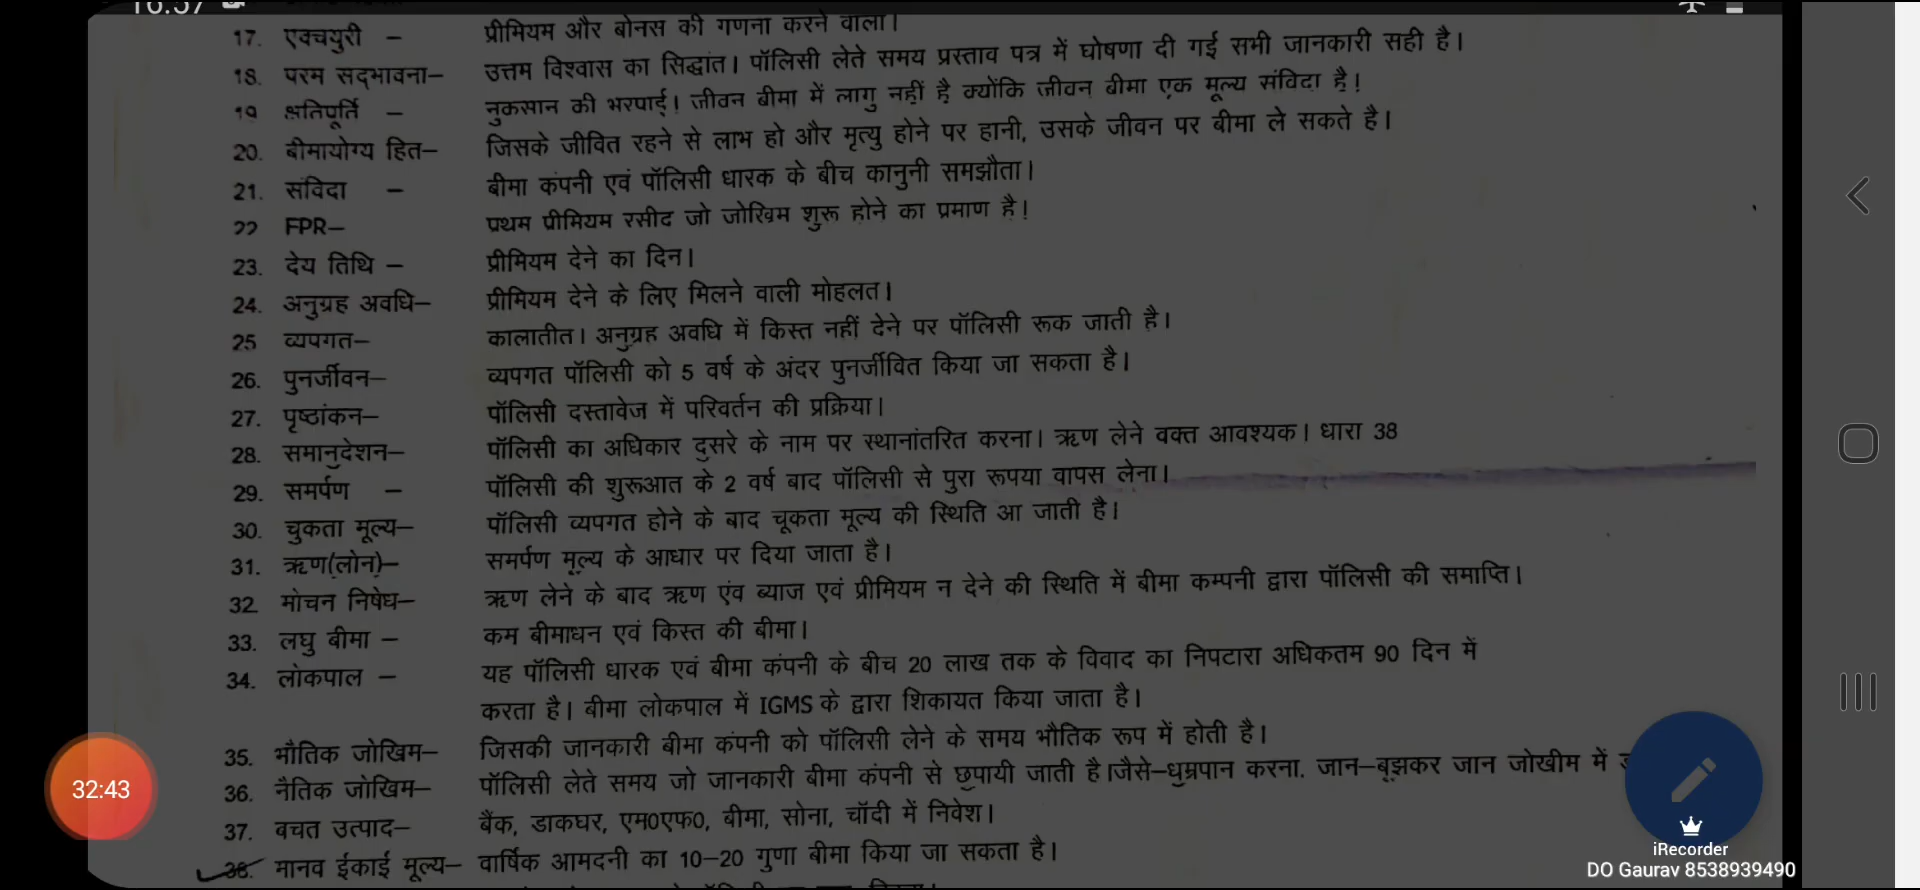 16:57
17. एक्चयुरी – प्रीमियम और बोनस की गणना करने वाला।
18. परम सद्भावना– उत्तम विश्वास का सिद्धांत। पॉलिसी लेते समय प्रस्ताव पत्र में घोषणा दी गई सभी जानकारी सही है।
19 क्षतिपूर्ति – नुकसान की भरपाई। जीवन बीमा में लागु नहीं है क्योंकि जीवन बीमा एक मूल्य संविदा है।
20. बीमायोग्य हित– जिसके जीवित रहने से लाभ हो और मृत्यु होने पर हानी, उसके जीवन पर बीमा ले सकते है।
21. संविदा – बीमा कंपनी एवं पॉलिसी धारक के बीच कानुनी समझौता।
22 FPR– प्रथम प्रीमियम रसीद जो जोखिम शुरू होने का प्रमाण है।
23. देय तिथि – प्रीमियम देने का दिन।
24. अनुग्रह अवधि– प्रीमियम देने के लिए मिलने वाली मोहलत।
25 व्यपगत– कालातीत। अनुग्रह अवधि में किस्त नहीं देने पर पॉलिसी रूक जाती है।
26. पुनर्जीवन– व्यपगत पॉलिसी को 5 वर्ष के अंदर पुनर्जीवित किया जा सकता है।
27. पृष्ठांकन– पॉलिसी दस्तावेज में परिवर्तन की प्रक्रिया।
28. समानुदेशन– पॉलिसी का अधिकार दुसरे के नाम पर स्थानांतरित करना। ऋण लेने वक्त आवश्यक। धारा 38
29. समर्पण – पॉलिसी की शुरूआत के 2 वर्ष बाद पॉलिसी से पुरा रूपया वापस लेना।
30. चुकता मूल्य– पॉलिसी व्यपगत होने के बाद चूकता मूल्य की स्थिति आ जाती है।
31. ऋण(लोन)– समर्पण मूल्य के आधार पर दिया जाता है।
32 मोचन निषेध– ऋण लेने के बाद ऋण एंव ब्याज एवं प्रीमियम न देने की स्थिति में बीमा कम्पनी द्वारा पॉलिसी की समाप्ति।
33. लघु बीमा – कम बीमाधन एवं किस्त की बीमा।
34. लोकपाल – यह पॉलिसी धारक एवं बीमा कंपनी के बीच 20 लाख तक के विवाद का निपटारा अधिकतम 90 दिन में
करता है। बीमा लोकपाल में IGMS के द्वारा शिकायत किया जाता है।
35. भौतिक जोखिम– जिसकी जानकारी बीमा कंपनी को पॉलिसी लेने के समय भौतिक रूप में होती है।
36. नैतिक जोखिम– पॉलिसी लेते समय जो जानकारी बीमा कंपनी से छुपायी जाती है।जैसे–धुम्रपान करना. जान–बूझकर जान जोखीम में
37. बचत उत्पाद– बैंक, डाकघर, एम0एफ0, बीमा, सोना, चॉदी में निवेश।
38. मानव ईकाई मूल्य– वार्षिक आमदनी का 10–20 गुणा बीमा किया जा सकता है।
32:43
iRecorder
DO Gaurav 8538939490